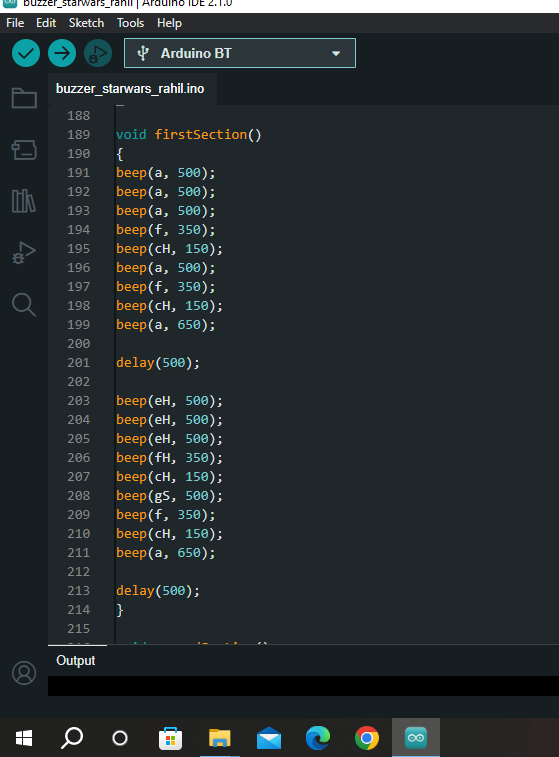 buzzer_starwars_rahil | Arduino IDE 2.1.0
File Edit Sketch Tools Help
Arduino BT
buzzer_starwars_rahil.ino
188
189 void firstSection()
190 {
191 beep(a, 500);
192 beep(a, 500);
193 beep(a, 500);
194 beep(f, 350);
195 beep(cH, 150);
196 beep(a, 500);
197 beep(f, 350);
198 beep(cH, 150);
199 beep(a, 650);
200
201 delay(500);
202
203 beep(eH, 500);
204 beep(eH, 500);
205 beep(eH, 500);
206 beep(fH, 350);
207 beep(cH, 150);
208 beep(gS, 500);
209 beep(f, 350);
210 beep(cH, 150);
211 beep(a, 650);
212
213 delay(500);
214 }
215
Output